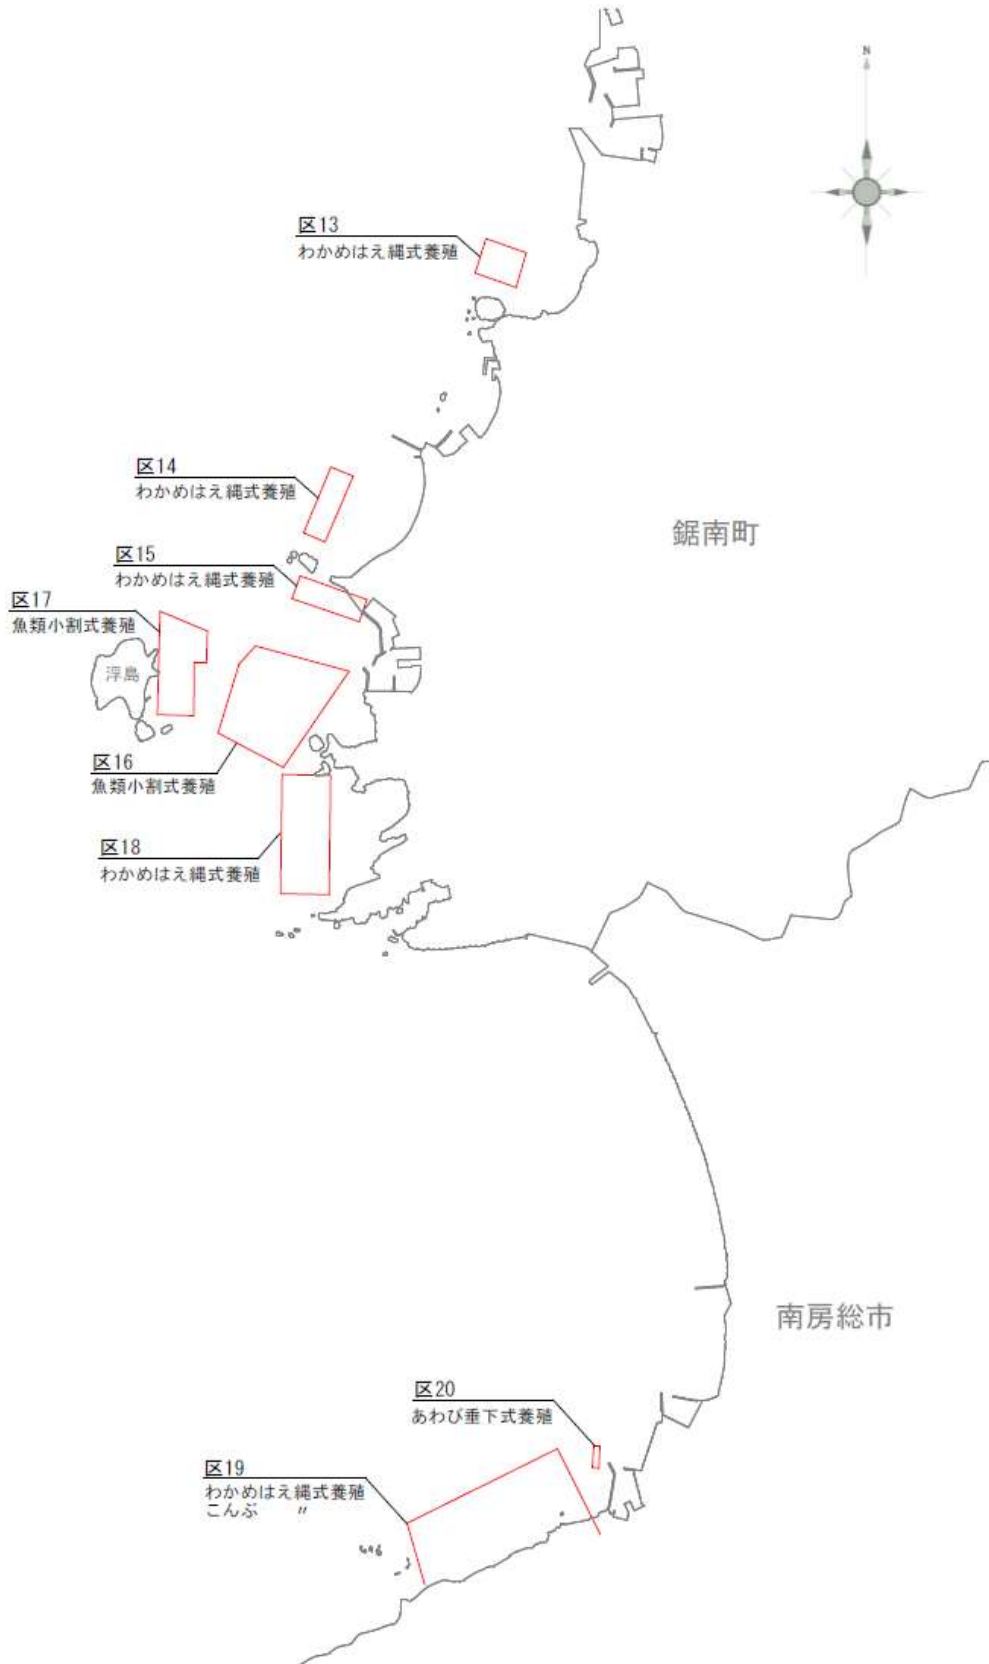 N
区13
わかめはえ縄式養殖
区14
わかめはえ縄式養殖
鋸南町
区15
わかめはえ縄式養殖
区17
魚類小割式養殖
浮島
区16
魚類小割式養殖
区18
わかめはえ縄式養殖
南房総市
区20
あわび垂下式養殖
区19
わかめはえ縄式養殖
こんぶ 〃